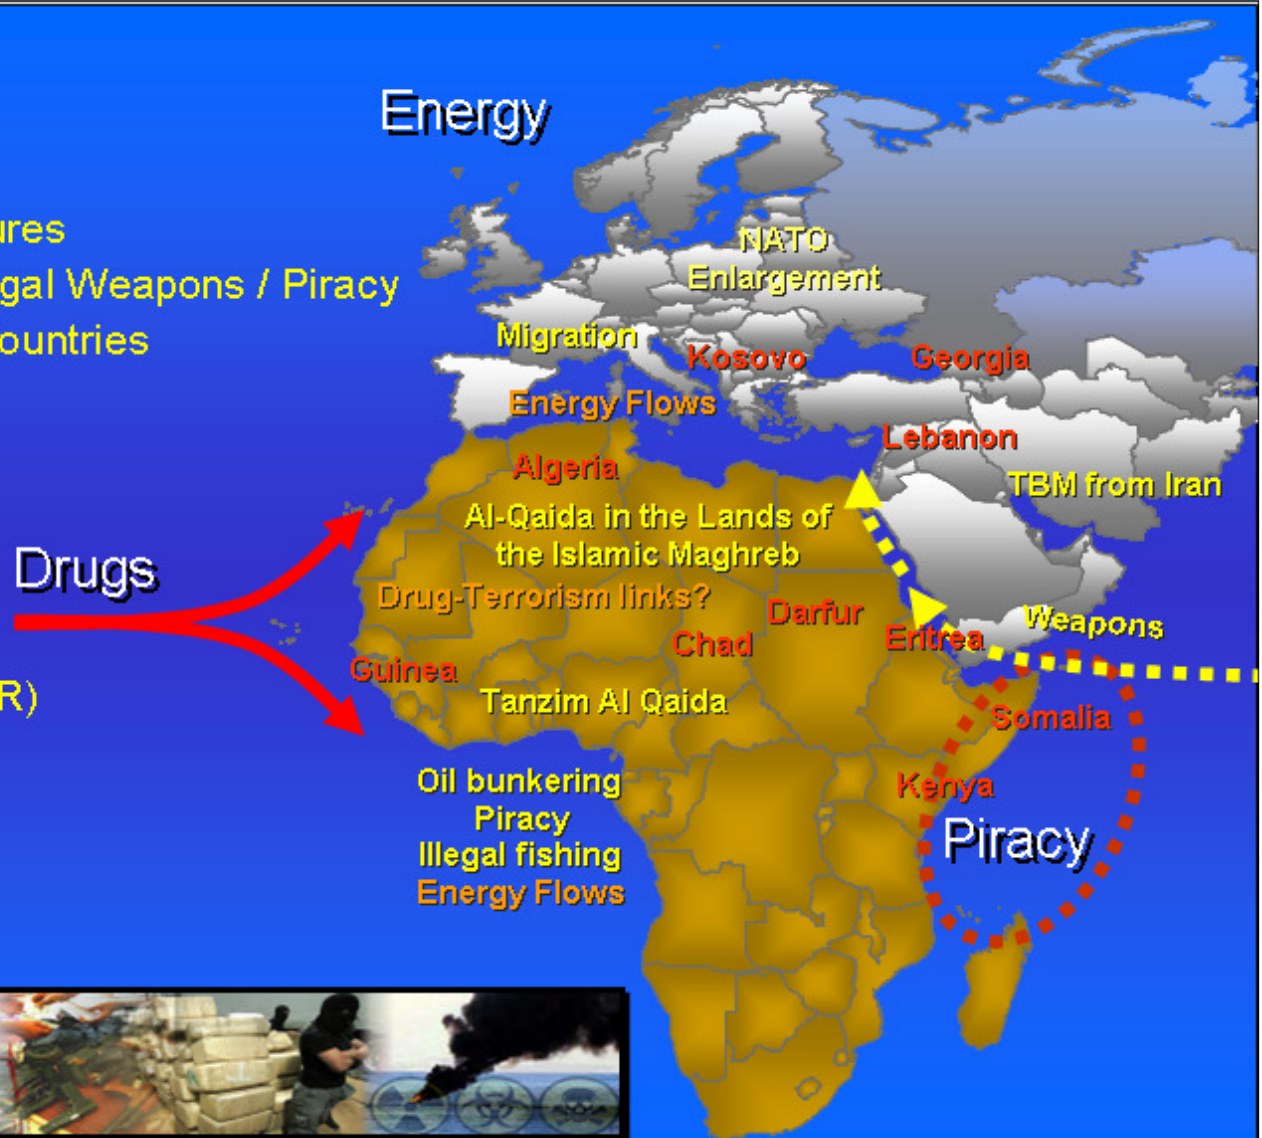 Energy
ures
gal Weapons / Piracy
ountries
NATO
Enlargement
Migration
Kosovo
Georgia
Energy Flows
Lebanon
Algeria
TBM from Iran
Al-Qaida in the Lands of
the Islamic Maghreb
Drugs
Drug-Terrorism links?
Darfur
Chad
Eritrea
Weapons
Guinea
R)
Tanzim Al Qaida
Somalia
Oil bunkering
Piracy
Illegal fishing
Energy Flows
Kenya
Piracy